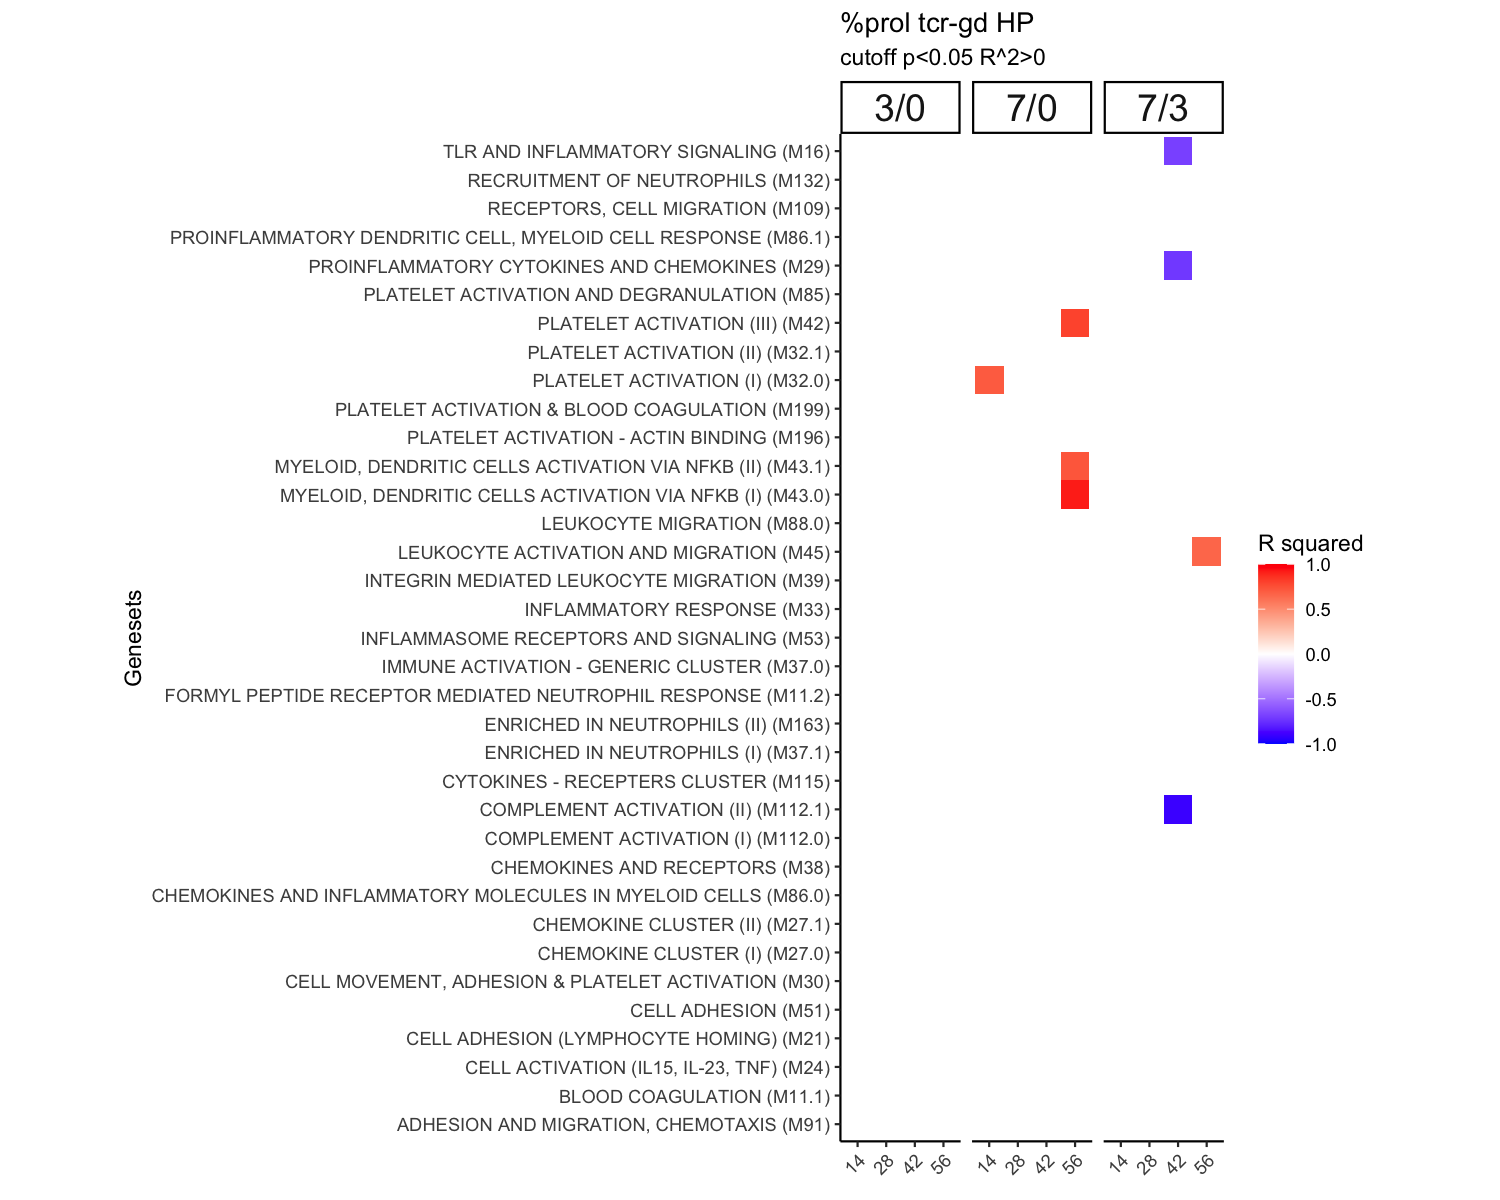 %prol tcr-gd HP
cutoff p<0.05 R^2>0
3/0 7/0 7/3
TLR AND INFLAMMATORY SIGNALING (M16)
RECRUITMENT OF NEUTROPHILS (M132)
RECEPTORS, CELL MIGRATION (M109)
PROINFLAMMATORY DENDRITIC CELL, MYELOID CELL RESPONSE (M86.1)
PROINFLAMMATORY CYTOKINES AND CHEMOKINES (M29)
PLATELET ACTIVATION AND DEGRANULATION (M85)
PLATELET ACTIVATION (III) (M42)
PLATELET ACTIVATION (II) (M32.1)
PLATELET ACTIVATION (I) (M32.0)
PLATELET ACTIVATION & BLOOD COAGULATION (M199)
PLATELET ACTIVATION - ACTIN BINDING (M196)
MYELOID, DENDRITIC CELLS ACTIVATION VIA NFKB (II) (M43.1)
MYELOID, DENDRITIC CELLS ACTIVATION VIA NFKB (I) (M43.0)
LEUKOCYTE MIGRATION (M88.0)
LEUKOCYTE ACTIVATION AND MIGRATION (M45)
INTEGRIN MEDIATED LEUKOCYTE MIGRATION (M39)
INFLAMMATORY RESPONSE (M33)
INFLAMMASOME RECEPTORS AND SIGNALING (M53)
IMMUNE ACTIVATION - GENERIC CLUSTER (M37.0)
FORMYL PEPTIDE RECEPTOR MEDIATED NEUTROPHIL RESPONSE (M11.2)
ENRICHED IN NEUTROPHILS (II) (M163)
ENRICHED IN NEUTROPHILS (I) (M37.1)
CYTOKINES - RECEPTERS CLUSTER (M115)
COMPLEMENT ACTIVATION (II) (M112.1)
COMPLEMENT ACTIVATION (I) (M112.0)
CHEMOKINES AND RECEPTORS (M38)
CHEMOKINES AND INFLAMMATORY MOLECULES IN MYELOID CELLS (M86.0)
CHEMOKINE CLUSTER (II) (M27.1)
CHEMOKINE CLUSTER (I) (M27.0)
CELL MOVEMENT, ADHESION & PLATELET ACTIVATION (M30)
CELL ADHESION (M51)
CELL ADHESION (LYMPHOCYTE HOMING) (M21)
CELL ACTIVATION (IL15, IL-23, TNF) (M24)
BLOOD COAGULATION (M11.1)
ADHESION AND MIGRATION, CHEMOTAXIS (M91)
Genesets
14 28 42 56 14 28 42 56 14 28 42 56
R squared
1.0
0.5
0.0
-0.5
-1.0